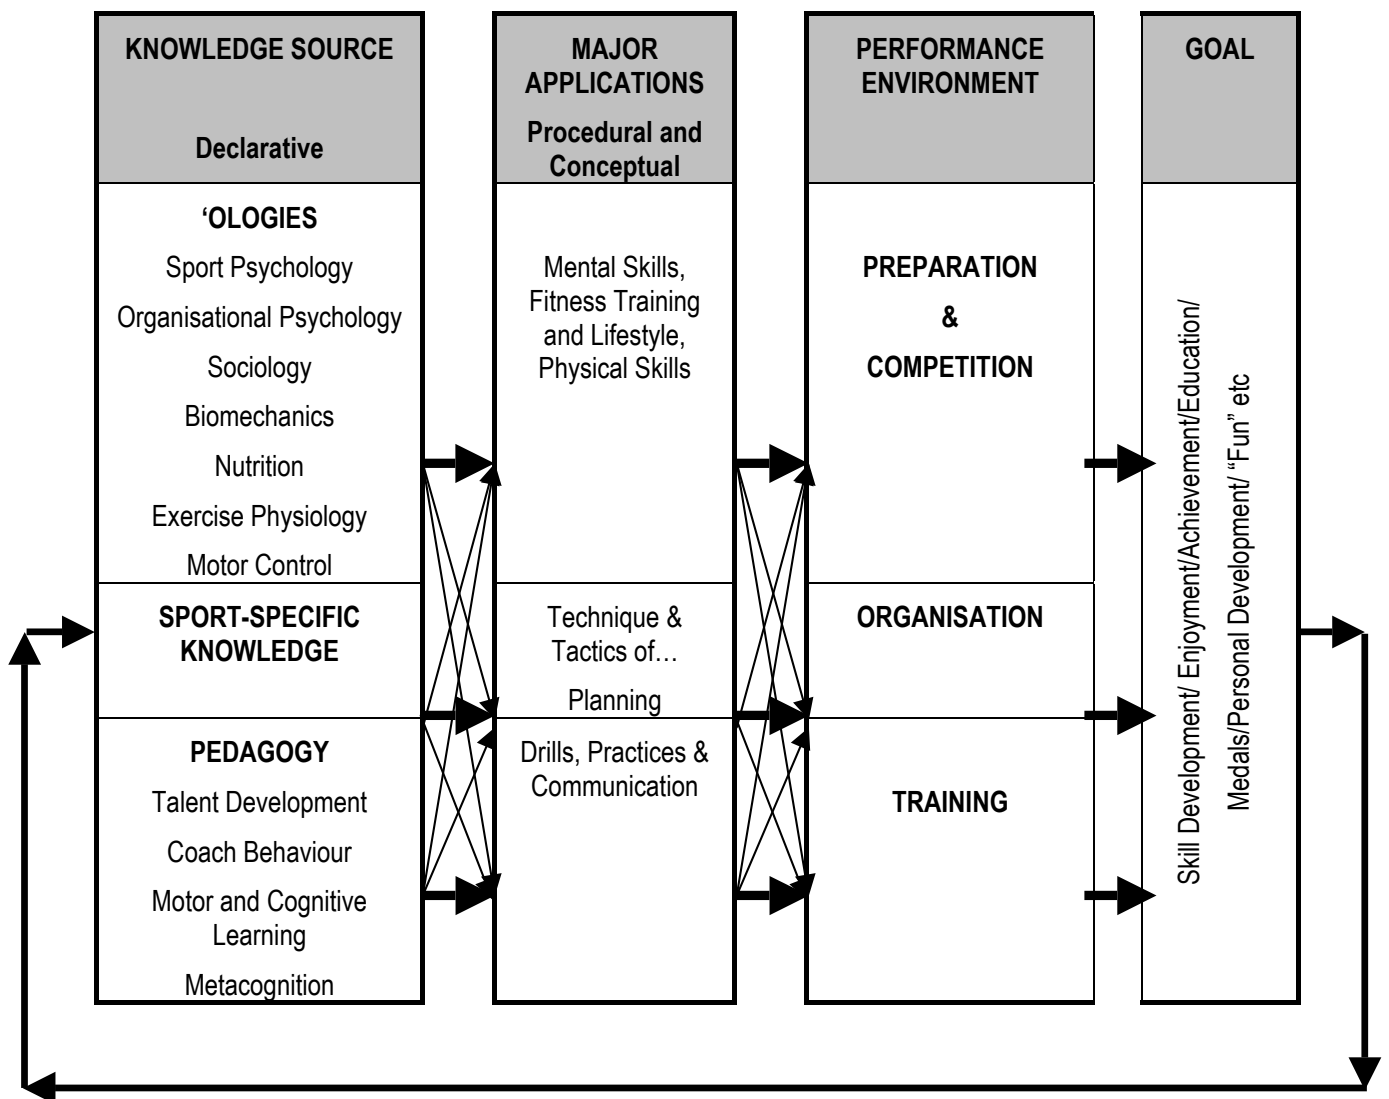 KNOWLEDGE SOURCE
Declarative
MAJOR
APPLICATIONS
Procedural and
Conceptual
PERFORMANCE
ENVIRONMENT
GOAL
‘OLOGIES
Sport Psychology
Organisational Psychology
Sociology
Biomechanics
Nutrition
Exercise Physiology
Motor Control
Mental Skills,
Fitness Training
and Lifestyle,
Physical Skills
PREPARATION
&
COMPETITION
SPORT-SPECIFIC
KNOWLEDGE
Technique &
Tactics of…
Planning
ORGANISATION
PEDAGOGY
Talent Development
Coach Behaviour
Motor and Cognitive
Learning
Metacognition
Drills, Practices &
Communication
TRAINING
Skill Development/ Enjoyment/Achievement/Education/
Medals/Personal Development/ “Fun” etc